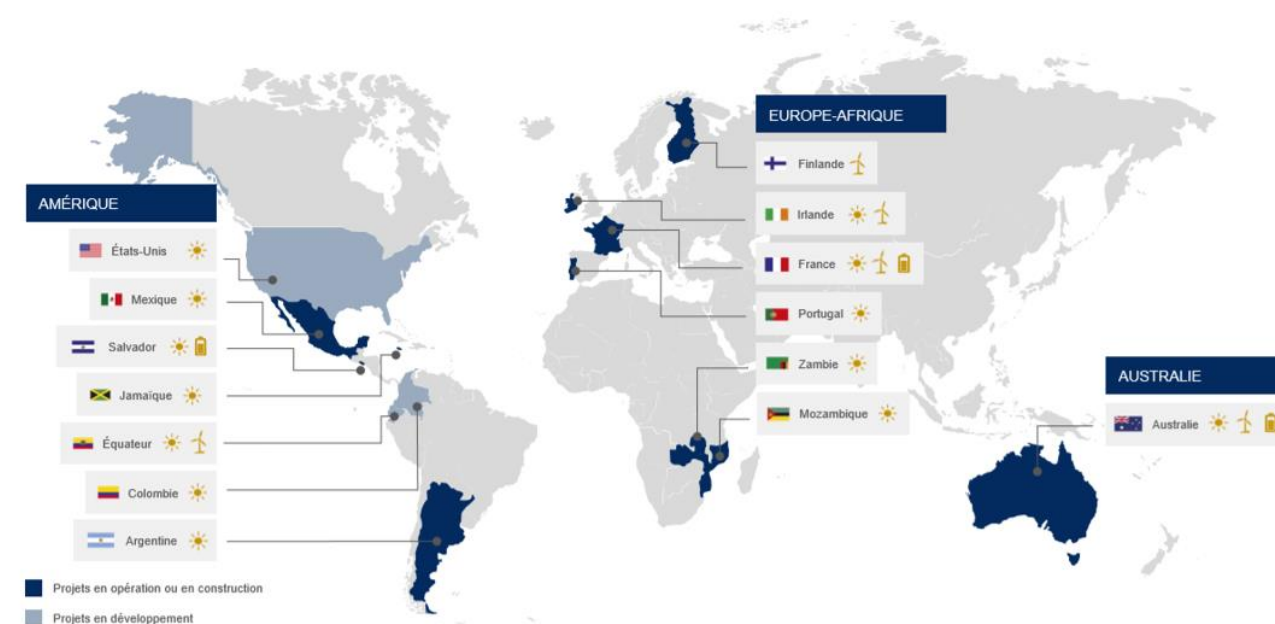 AMÉRIQUE
États-Unis
Mexique
Salvador
Jamaïque
Équateur
Colombie
Argentine
Projets en opération ou en construction
Projets en développement
EUROPE-AFRIQUE
Finlande
Irlande
France
Portugal
Zambie
Mozambique
AUSTRALIE
Australie